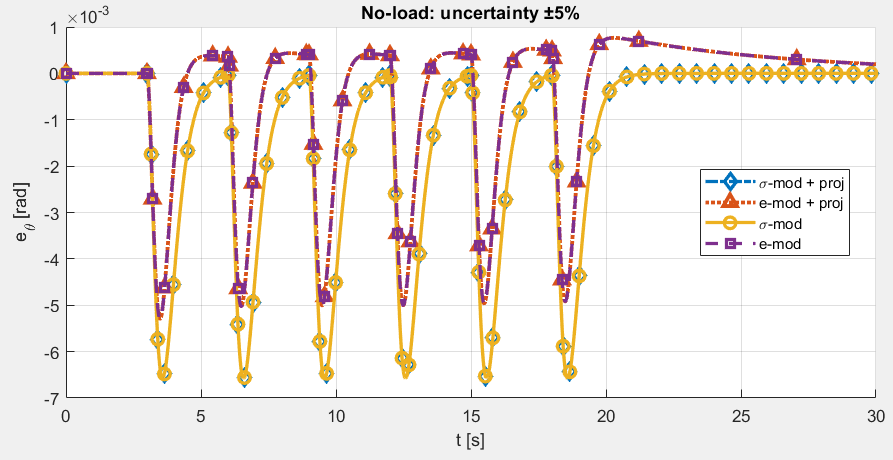 No-load: uncertainty ±5%
×10⁻³
1
0
-1
-2
-3
-4
-5
-6
-7
e_θ [rad]
0 5 10 15 20 25 30
t [s]
σ-mod + proj
e-mod + proj
σ-mod
e-mod